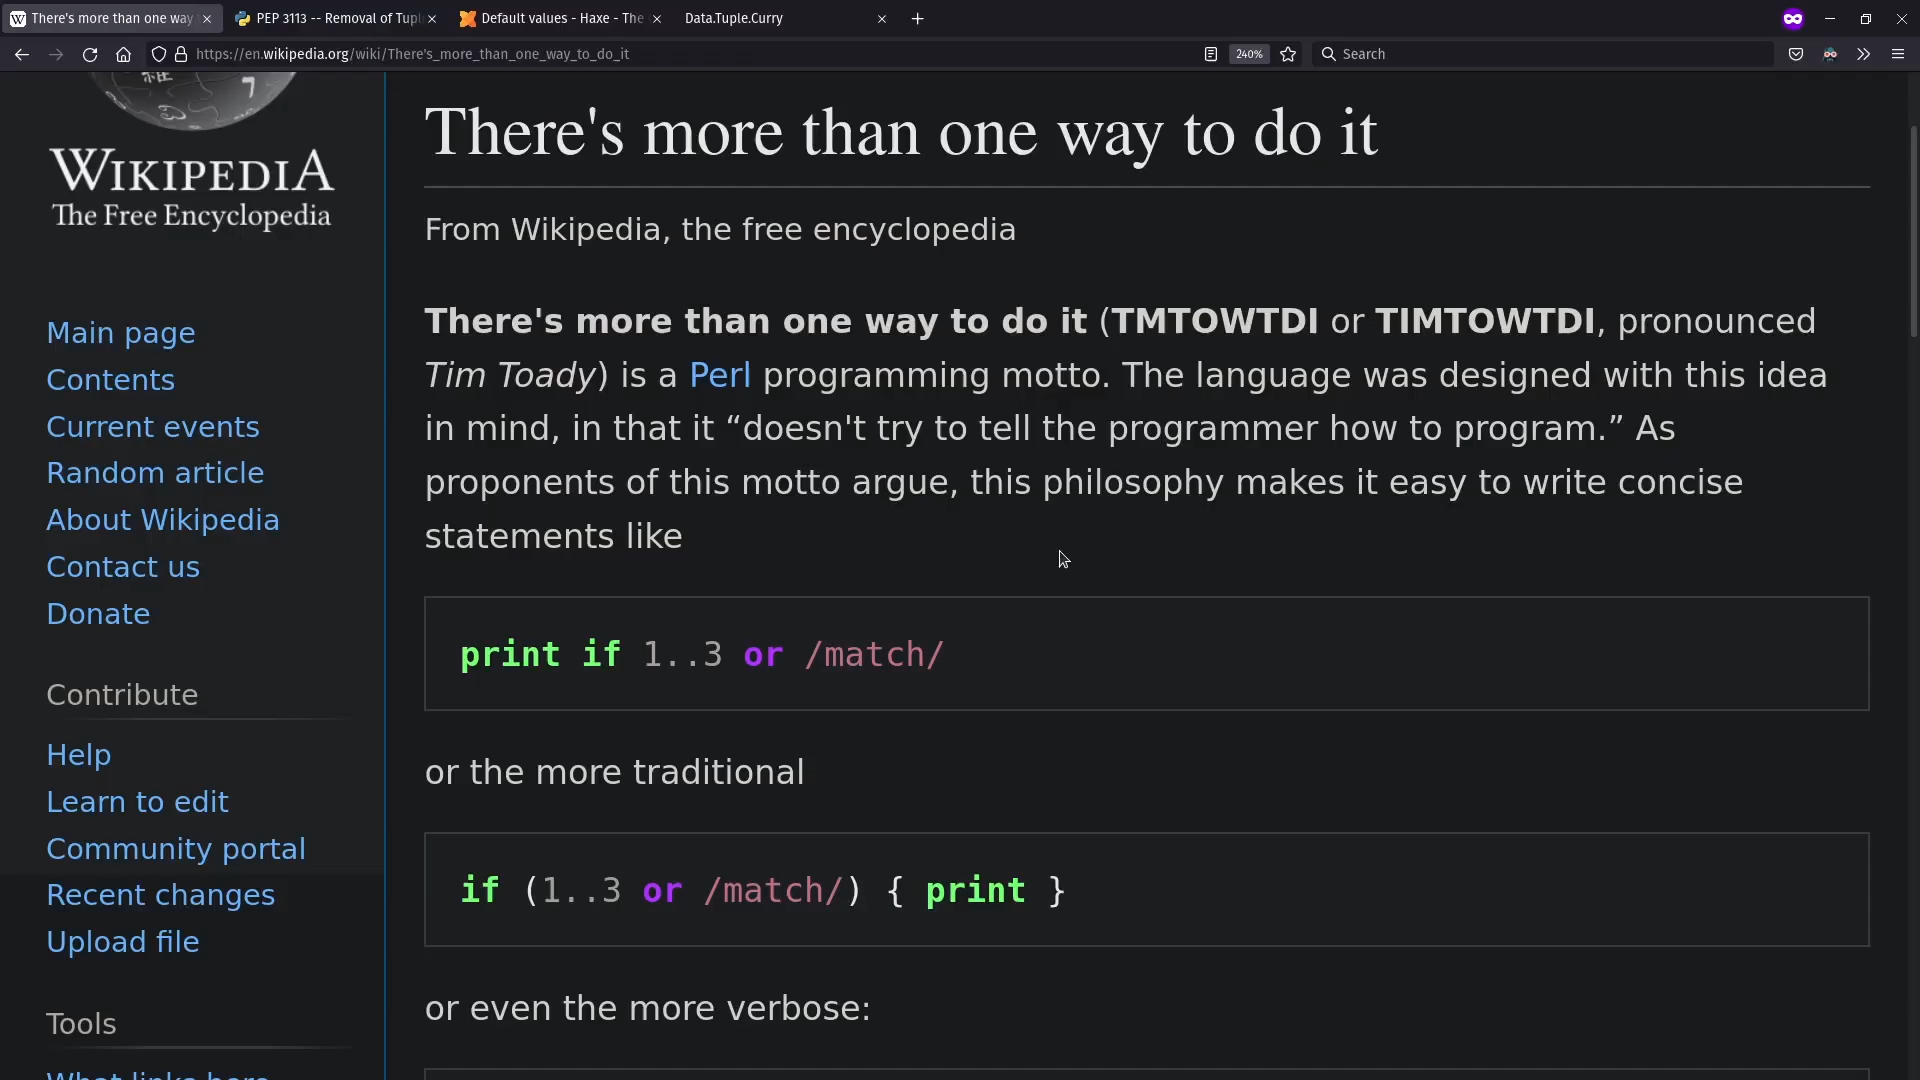 There's more than one way
PEP 3113 -- Removal of Tupl
Default values - Haxe - The
Data.Tuple.Curry
https://en.wikipedia.org/wiki/There's_more_than_one_way_to_do_it
240%
Search
WIKIPEDIA
The Free Encyclopedia
Main page
Contents
Current events
Random article
About Wikipedia
Contact us
Donate
Contribute
Help
Learn to edit
Community portal
Recent changes
Upload file
Tools
What links here
There's more than one way to do it
From Wikipedia, the free encyclopedia
There's more than one way to do it (TMTOWTDI or TIMTOWTDI, pronounced
Tim Toady) is a Perl programming motto. The language was designed with this idea
in mind, in that it “doesn't try to tell the programmer how to program.” As
proponents of this motto argue, this philosophy makes it easy to write concise
statements like
print if 1..3 or /match/
or the more traditional
if (1..3 or /match/) { print }
or even the more verbose: